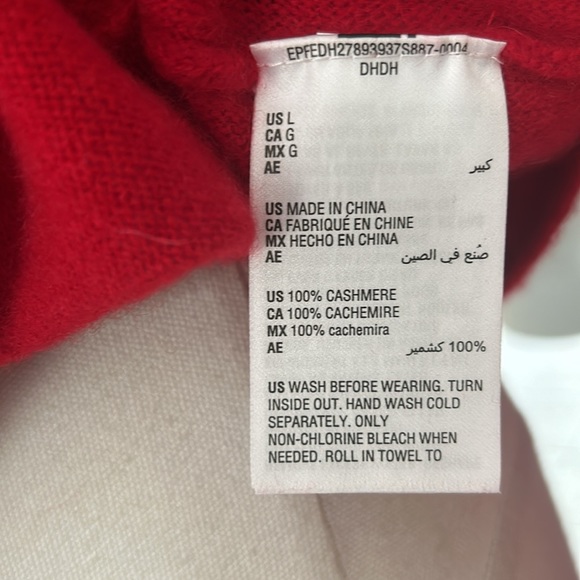 EPFEDH27893937S887-0004
DHDH
US L
CA G
MX G
AE كبير
US MADE IN CHINA
CA FABRIQUÉ EN CHINE
MX HECHO EN CHINA
AE صُنع في الصين
US 100% CASHMERE
CA 100% CACHEMIRE
MX 100% cachemira
AE 100% كشمير
US WASH BEFORE WEARING. TURN
INSIDE OUT. HAND WASH COLD
SEPARATELY. ONLY
NON-CHLORINE BLEACH WHEN
NEEDED. ROLL IN TOWEL TO